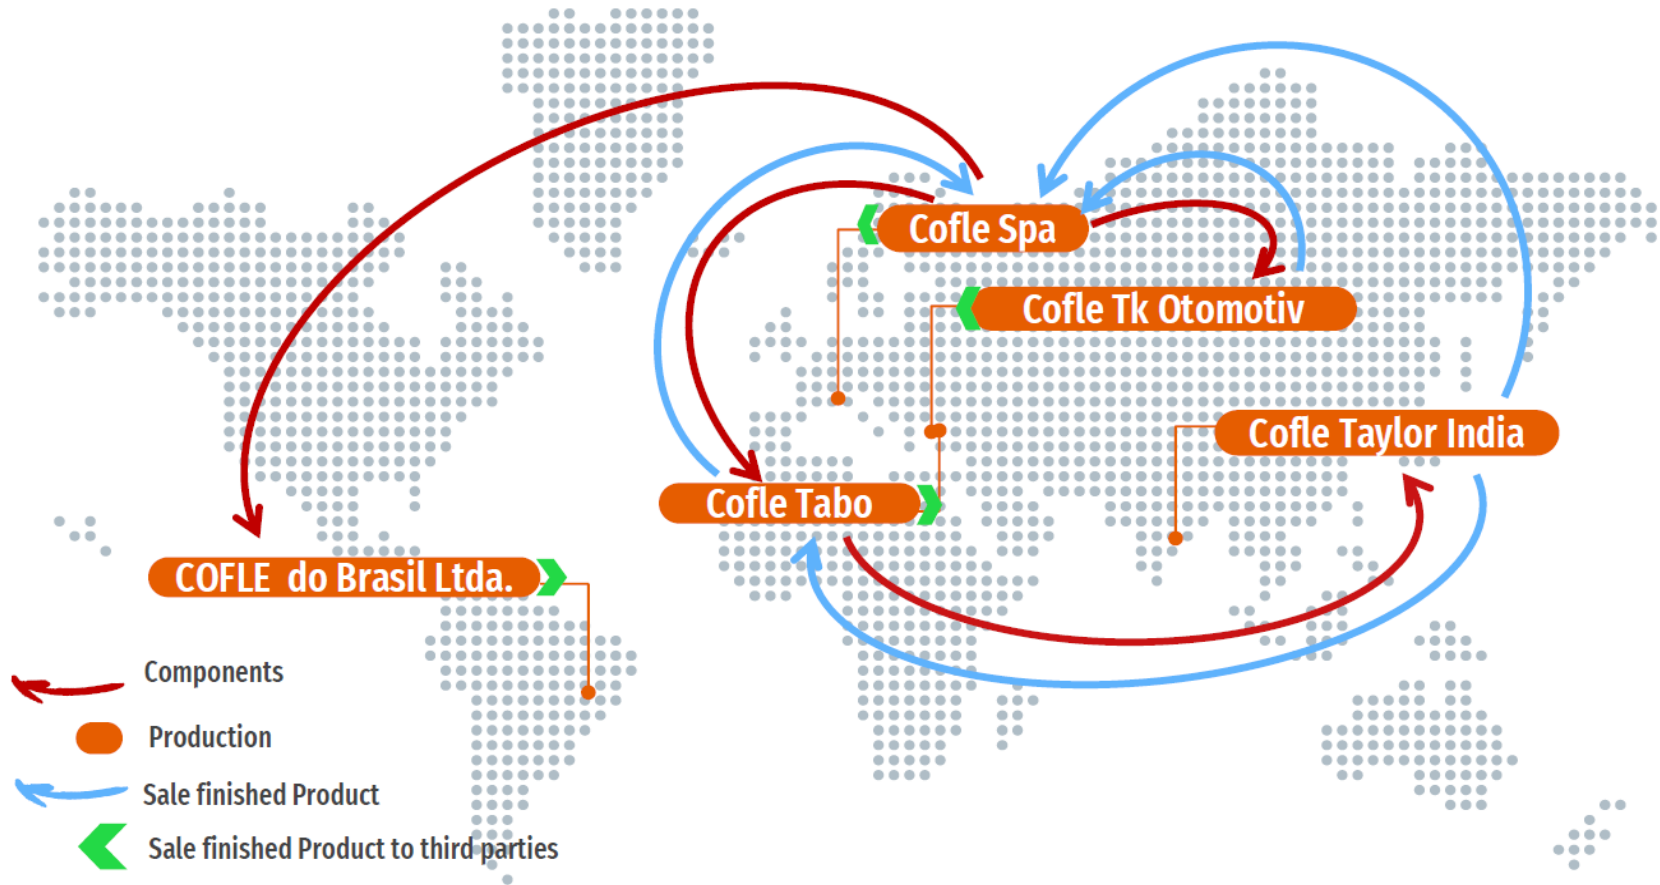 Cofle Spa
Cofle Tk Otomotiv
Cofle Taylor India
Cofle Tabo
COFLE do Brasil Ltda.
Components
Production
Sale finished Product
Sale finished Product to third parties